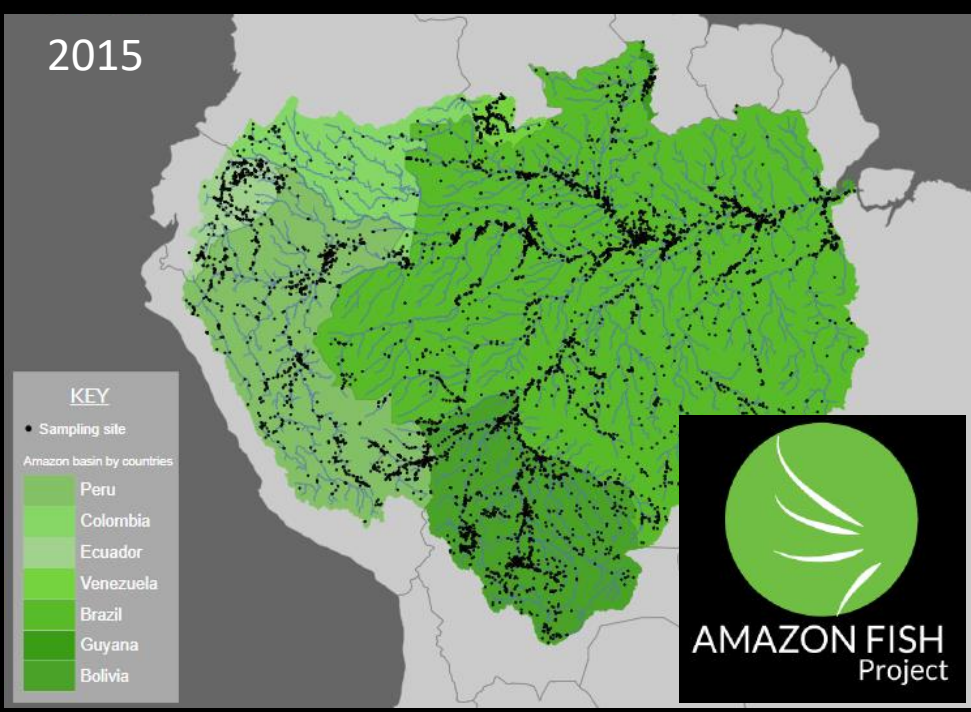 2015
KEY
Sampling site
Amazon basin by countries
Peru
Colombia
Ecuador
Venezuela
Brazil
Guyana
Bolivia
AMAZON FISH
Project